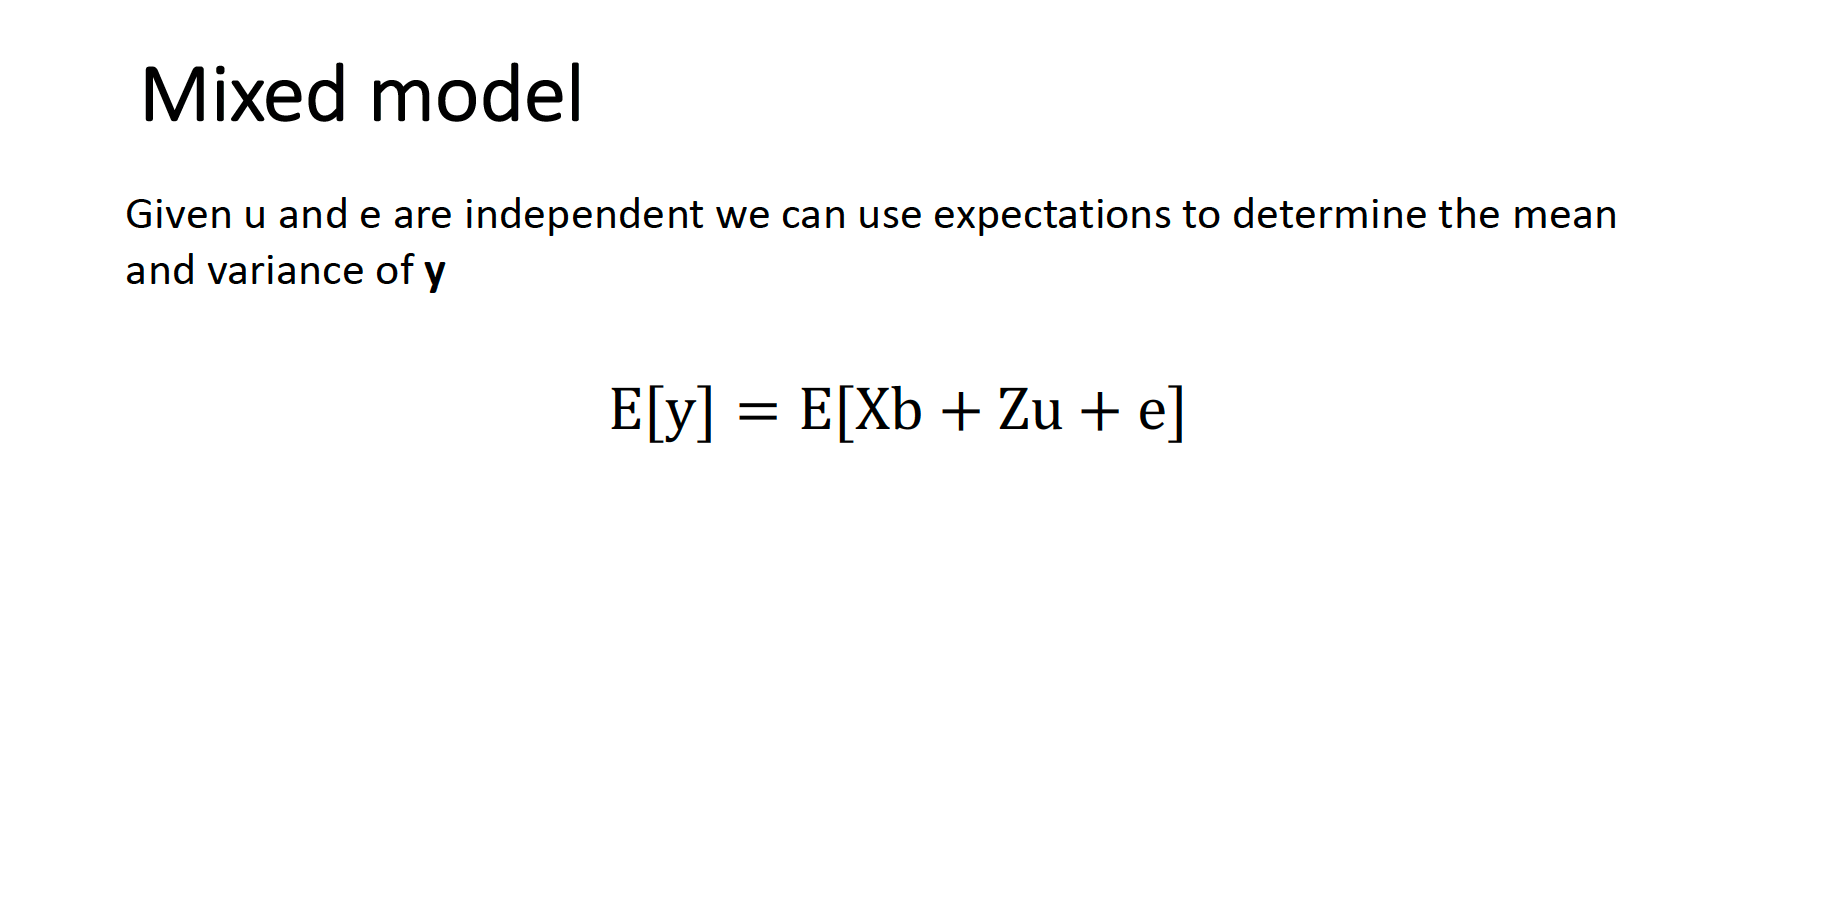 Mixed model
Given u and e are independent we can use expectations to determine the mean
and variance of y
E[y] = E[Xb + Zu + e]